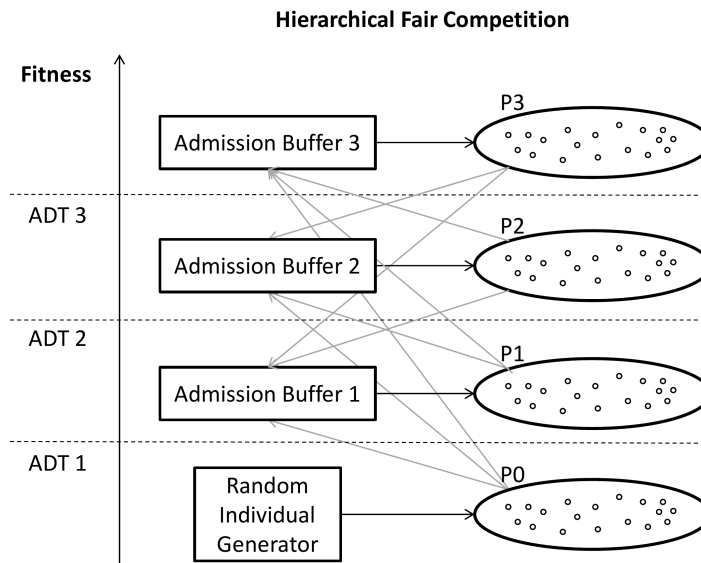 Hierarchical Fair Competition
Fitness
P3
Admission Buffer 3
ADT 3
P2
Admission Buffer 2
ADT 2
P1
Admission Buffer 1
ADT 1
P0
Random
Individual
Generator